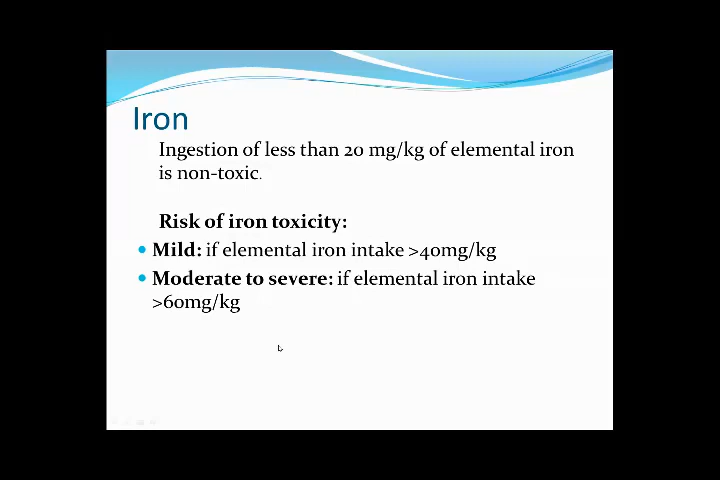 Iron
Ingestion of less than 20 mg/kg of elemental iron
is non-toxic.
Risk of iron toxicity:
• Mild: if elemental iron intake >40mg/kg
• Moderate to severe: if elemental iron intake
>60mg/kg